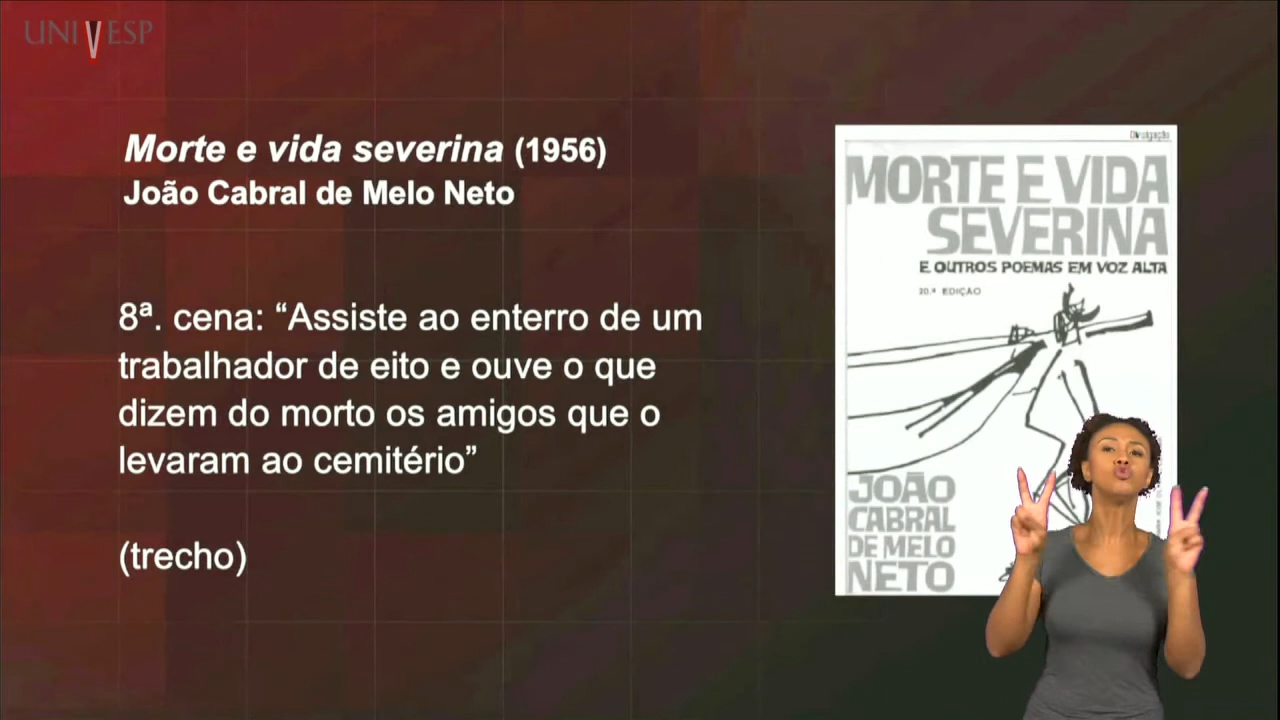 UNIVESP
Morte e vida severina (1956)
João Cabral de Melo Neto
8ª. cena: “Assiste ao enterro de um
trabalhador de eito e ouve o que
dizem do morto os amigos que o
levaram ao cemitério”
(trecho)
Divulgação
MORTE E VIDA
SEVERINA
E OUTROS POEMAS EM VOZ ALTA
20.ª EDIÇÃO
JOÃO
CABRAL
DE MELO
NETO